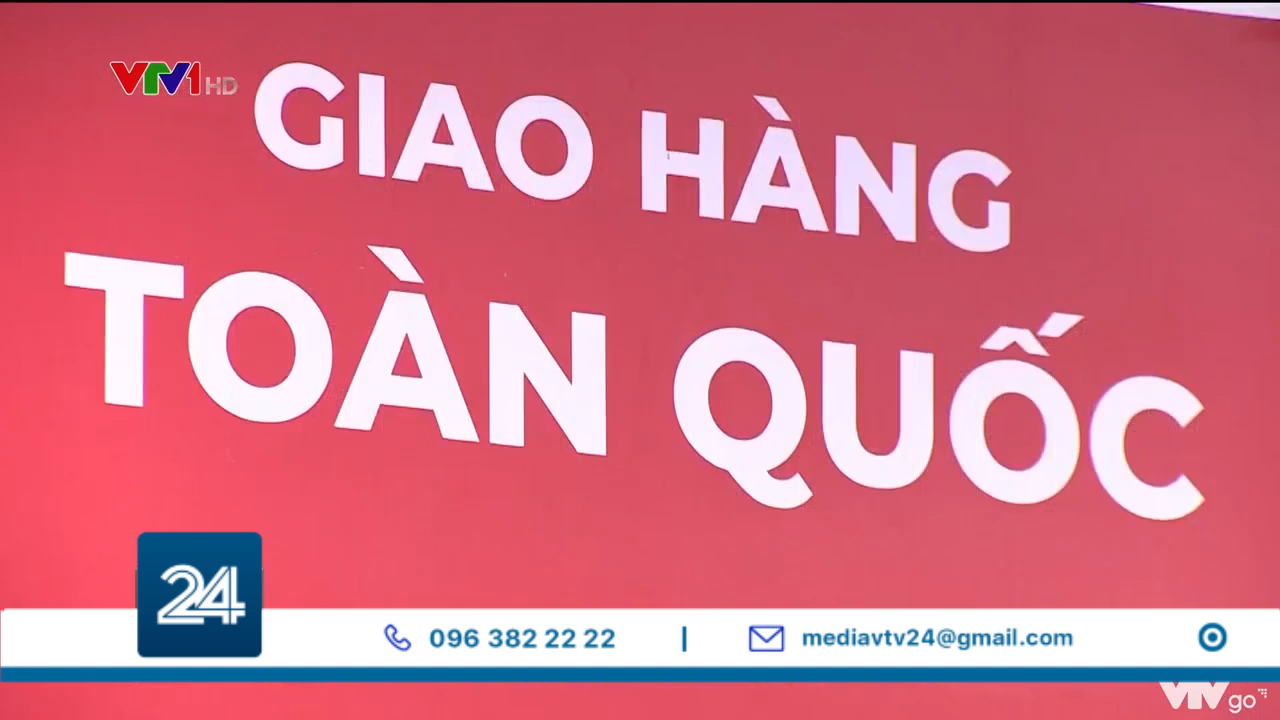 VTV1 HD
GIAO HÀNG
TOÀN QUỐC
24
096 382 22 22 | mediavtv24@gmail.com
VTV go